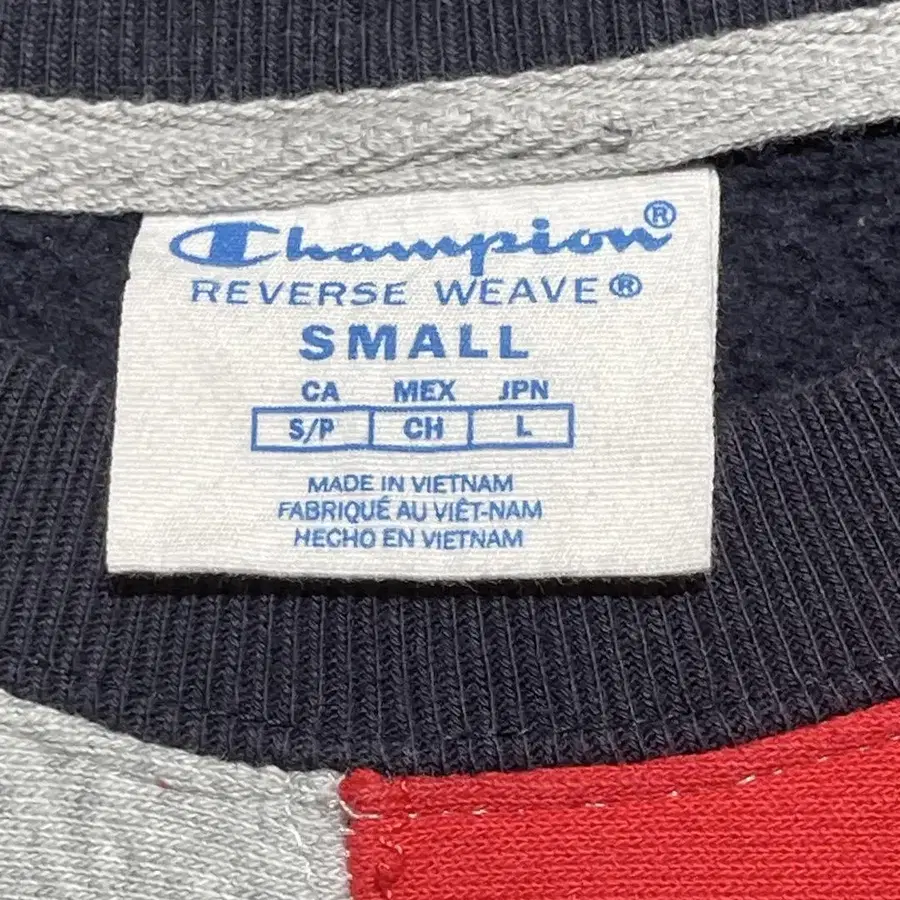 Champion®
REVERSE WEAVE®
SMALL
CA MEX JPN
S/P CH L
MADE IN VIETNAM
FABRIQUÉ AU VIÊT-NAM
HECHO EN VIETNAM